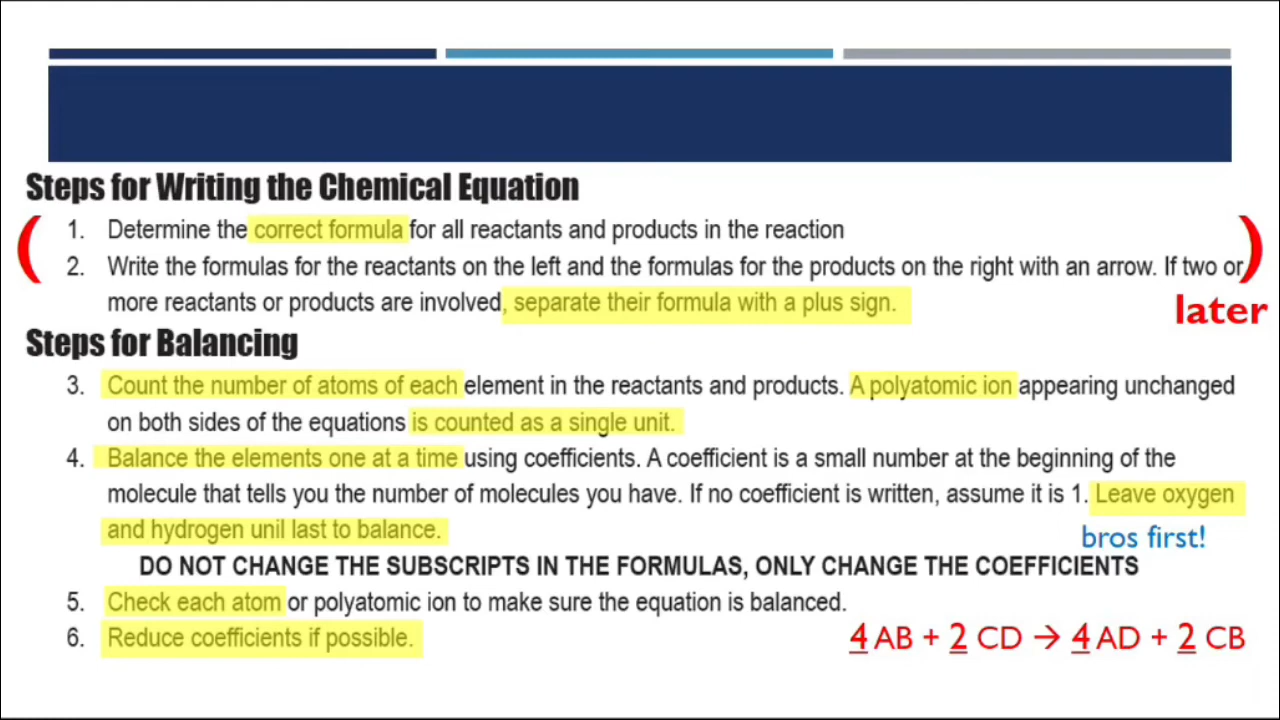 Steps for Writing the Chemical Equation
( 1. Determine the correct formula for all reactants and products in the reaction )
2. Write the formulas for the reactants on the left and the formulas for the products on the right with an arrow. If two or
more reactants or products are involved, separate their formula with a plus sign.
later
Steps for Balancing
3. Count the number of atoms of each element in the reactants and products. A polyatomic ion appearing unchanged
on both sides of the equations is counted as a single unit.
4. Balance the elements one at a time using coefficients. A coefficient is a small number at the beginning of the
molecule that tells you the number of molecules you have. If no coefficient is written, assume it is 1. Leave oxygen
and hydrogen unil last to balance.
bros first!
DO NOT CHANGE THE SUBSCRIPTS IN THE FORMULAS, ONLY CHANGE THE COEFFICIENTS
5. Check each atom or polyatomic ion to make sure the equation is balanced.
6. Reduce coefficients if possible.
4 AB + 2 CD → 4 AD + 2 CB